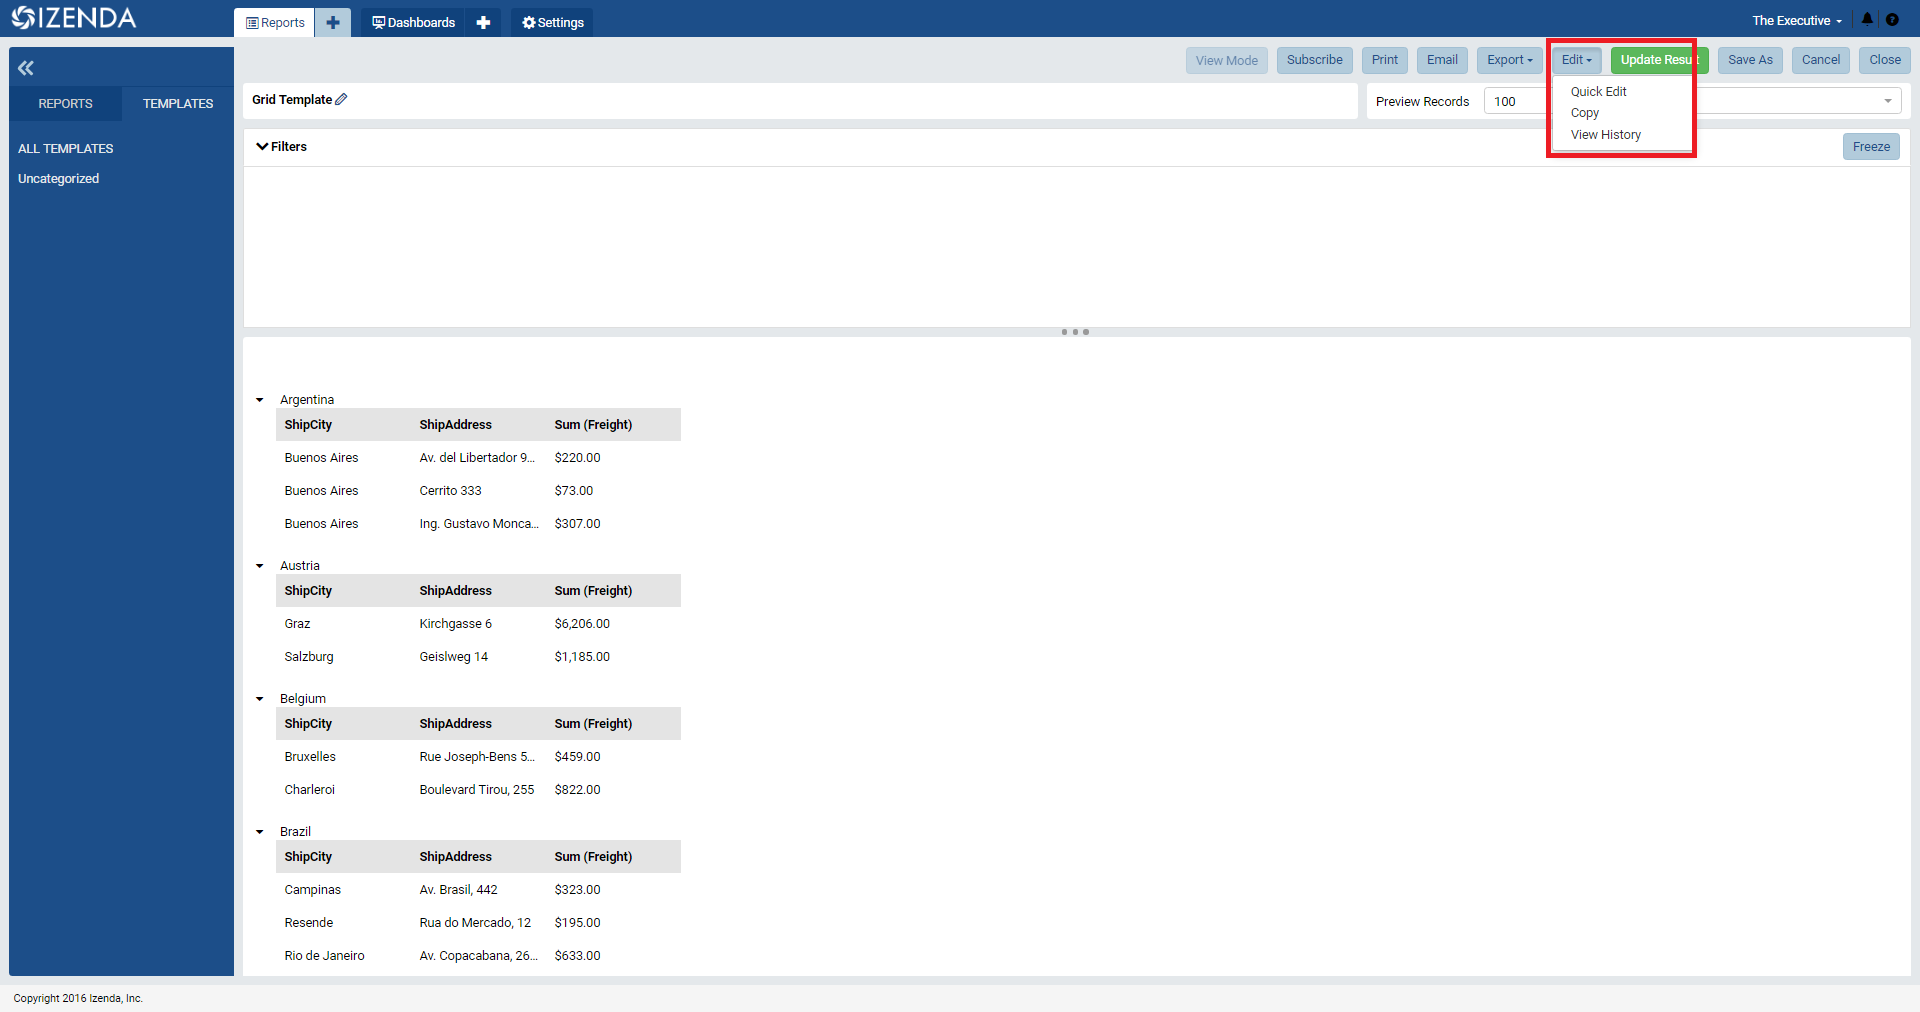 IZENDA
Reports
Dashboards
Settings
The Executive
View Mode
Subscribe
Print
Email
Export
Edit
Update Result
Save As
Cancel
Close
REPORTS
TEMPLATES
Grid Template
Preview Records
100
Quick Edit
Copy
View History
ALL TEMPLATES
Uncategorized
Filters
Freeze
Argentina
ShipCity ShipAddress Sum (Freight)
Buenos Aires Av. del Libertador 9... $220.00
Buenos Aires Cerrito 333 $73.00
Buenos Aires Ing. Gustavo Monca... $307.00
Austria
ShipCity ShipAddress Sum (Freight)
Graz Kirchgasse 6 $6,206.00
Salzburg Geislweg 14 $1,185.00
Belgium
ShipCity ShipAddress Sum (Freight)
Bruxelles Rue Joseph-Bens 5... $459.00
Charleroi Boulevard Tirou, 255 $822.00
Brazil
ShipCity ShipAddress Sum (Freight)
Campinas Av. Brasil, 442 $323.00
Resende Rua do Mercado, 12 $195.00
Rio de Janeiro Av. Copacabana, 26... $633.00
Copyright 2016 Izenda, Inc.